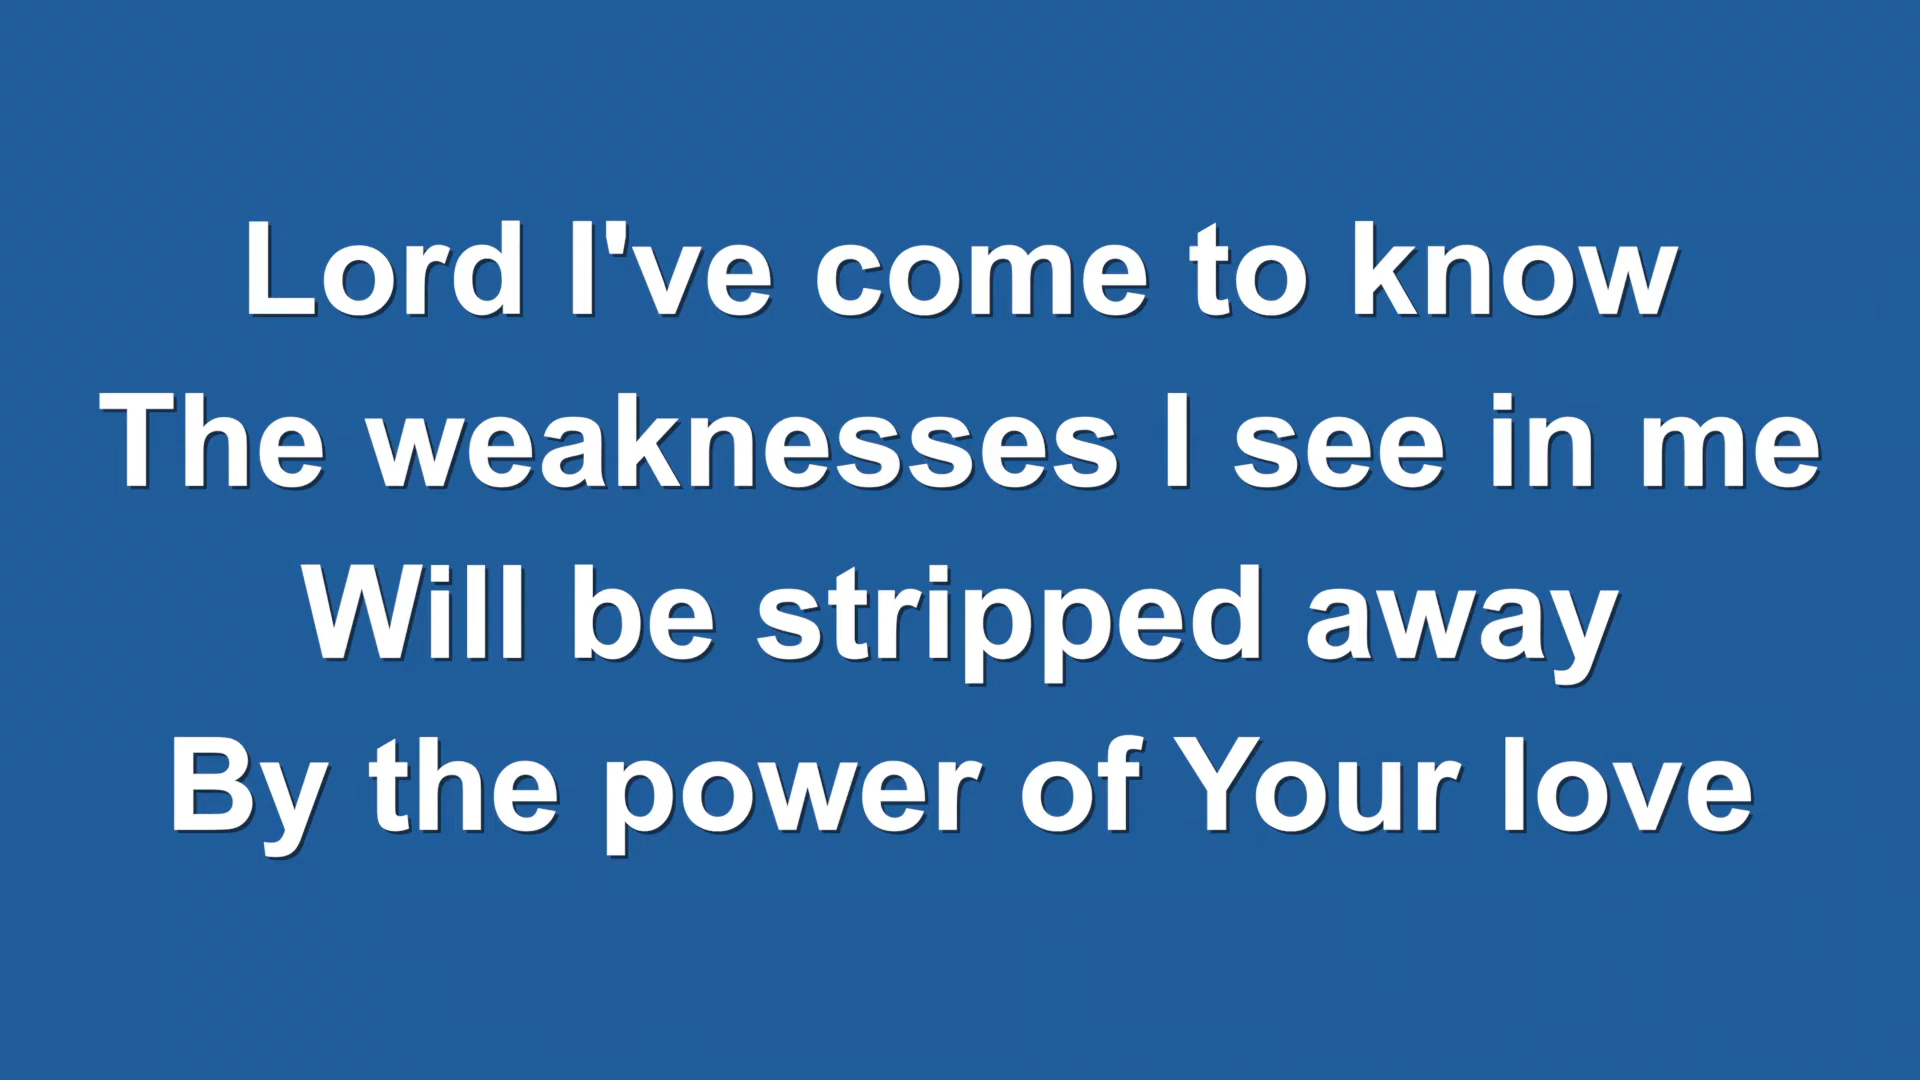 Lord I've come to know
The weaknesses I see in me
Will be stripped away
By the power of Your love